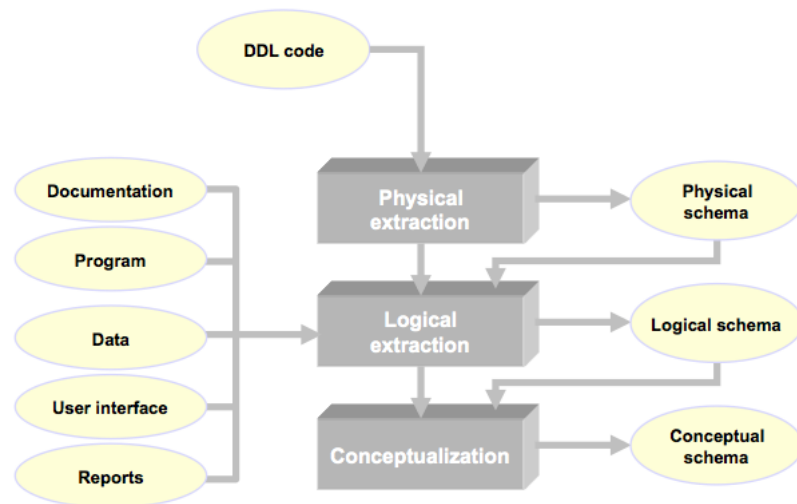 DDL code
Documentation
Physical
extraction
Physical
schema
Program
Data
Logical
extraction
Logical schema
User interface
Reports
Conceptualization
Conceptual
schema